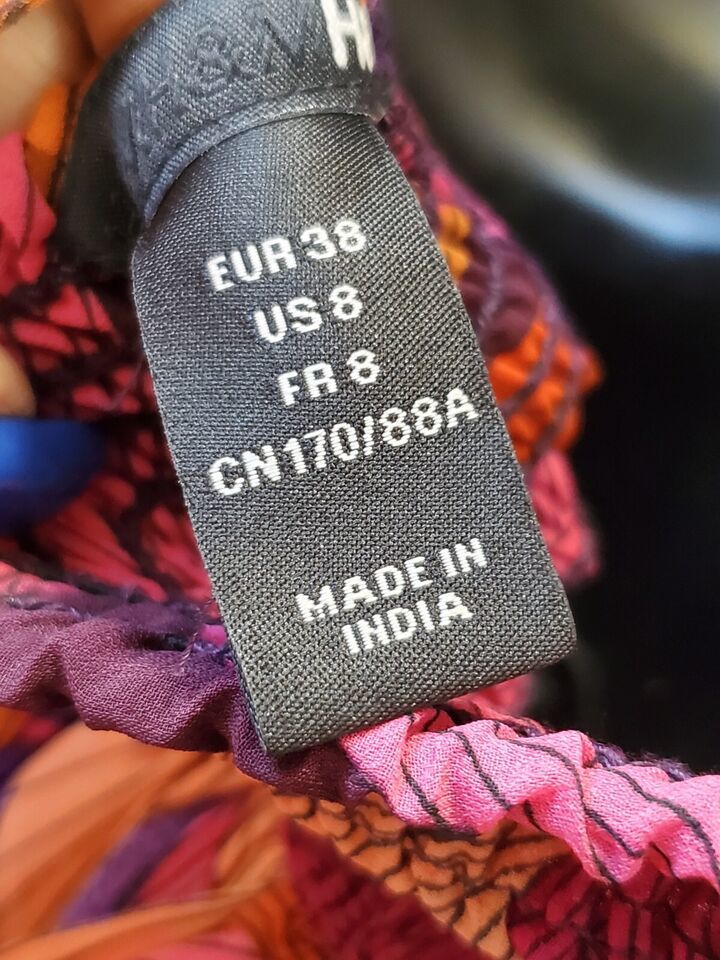 H&M
EUR 38
US 8
FR 8
CN170/88A
MADE IN
INDIA